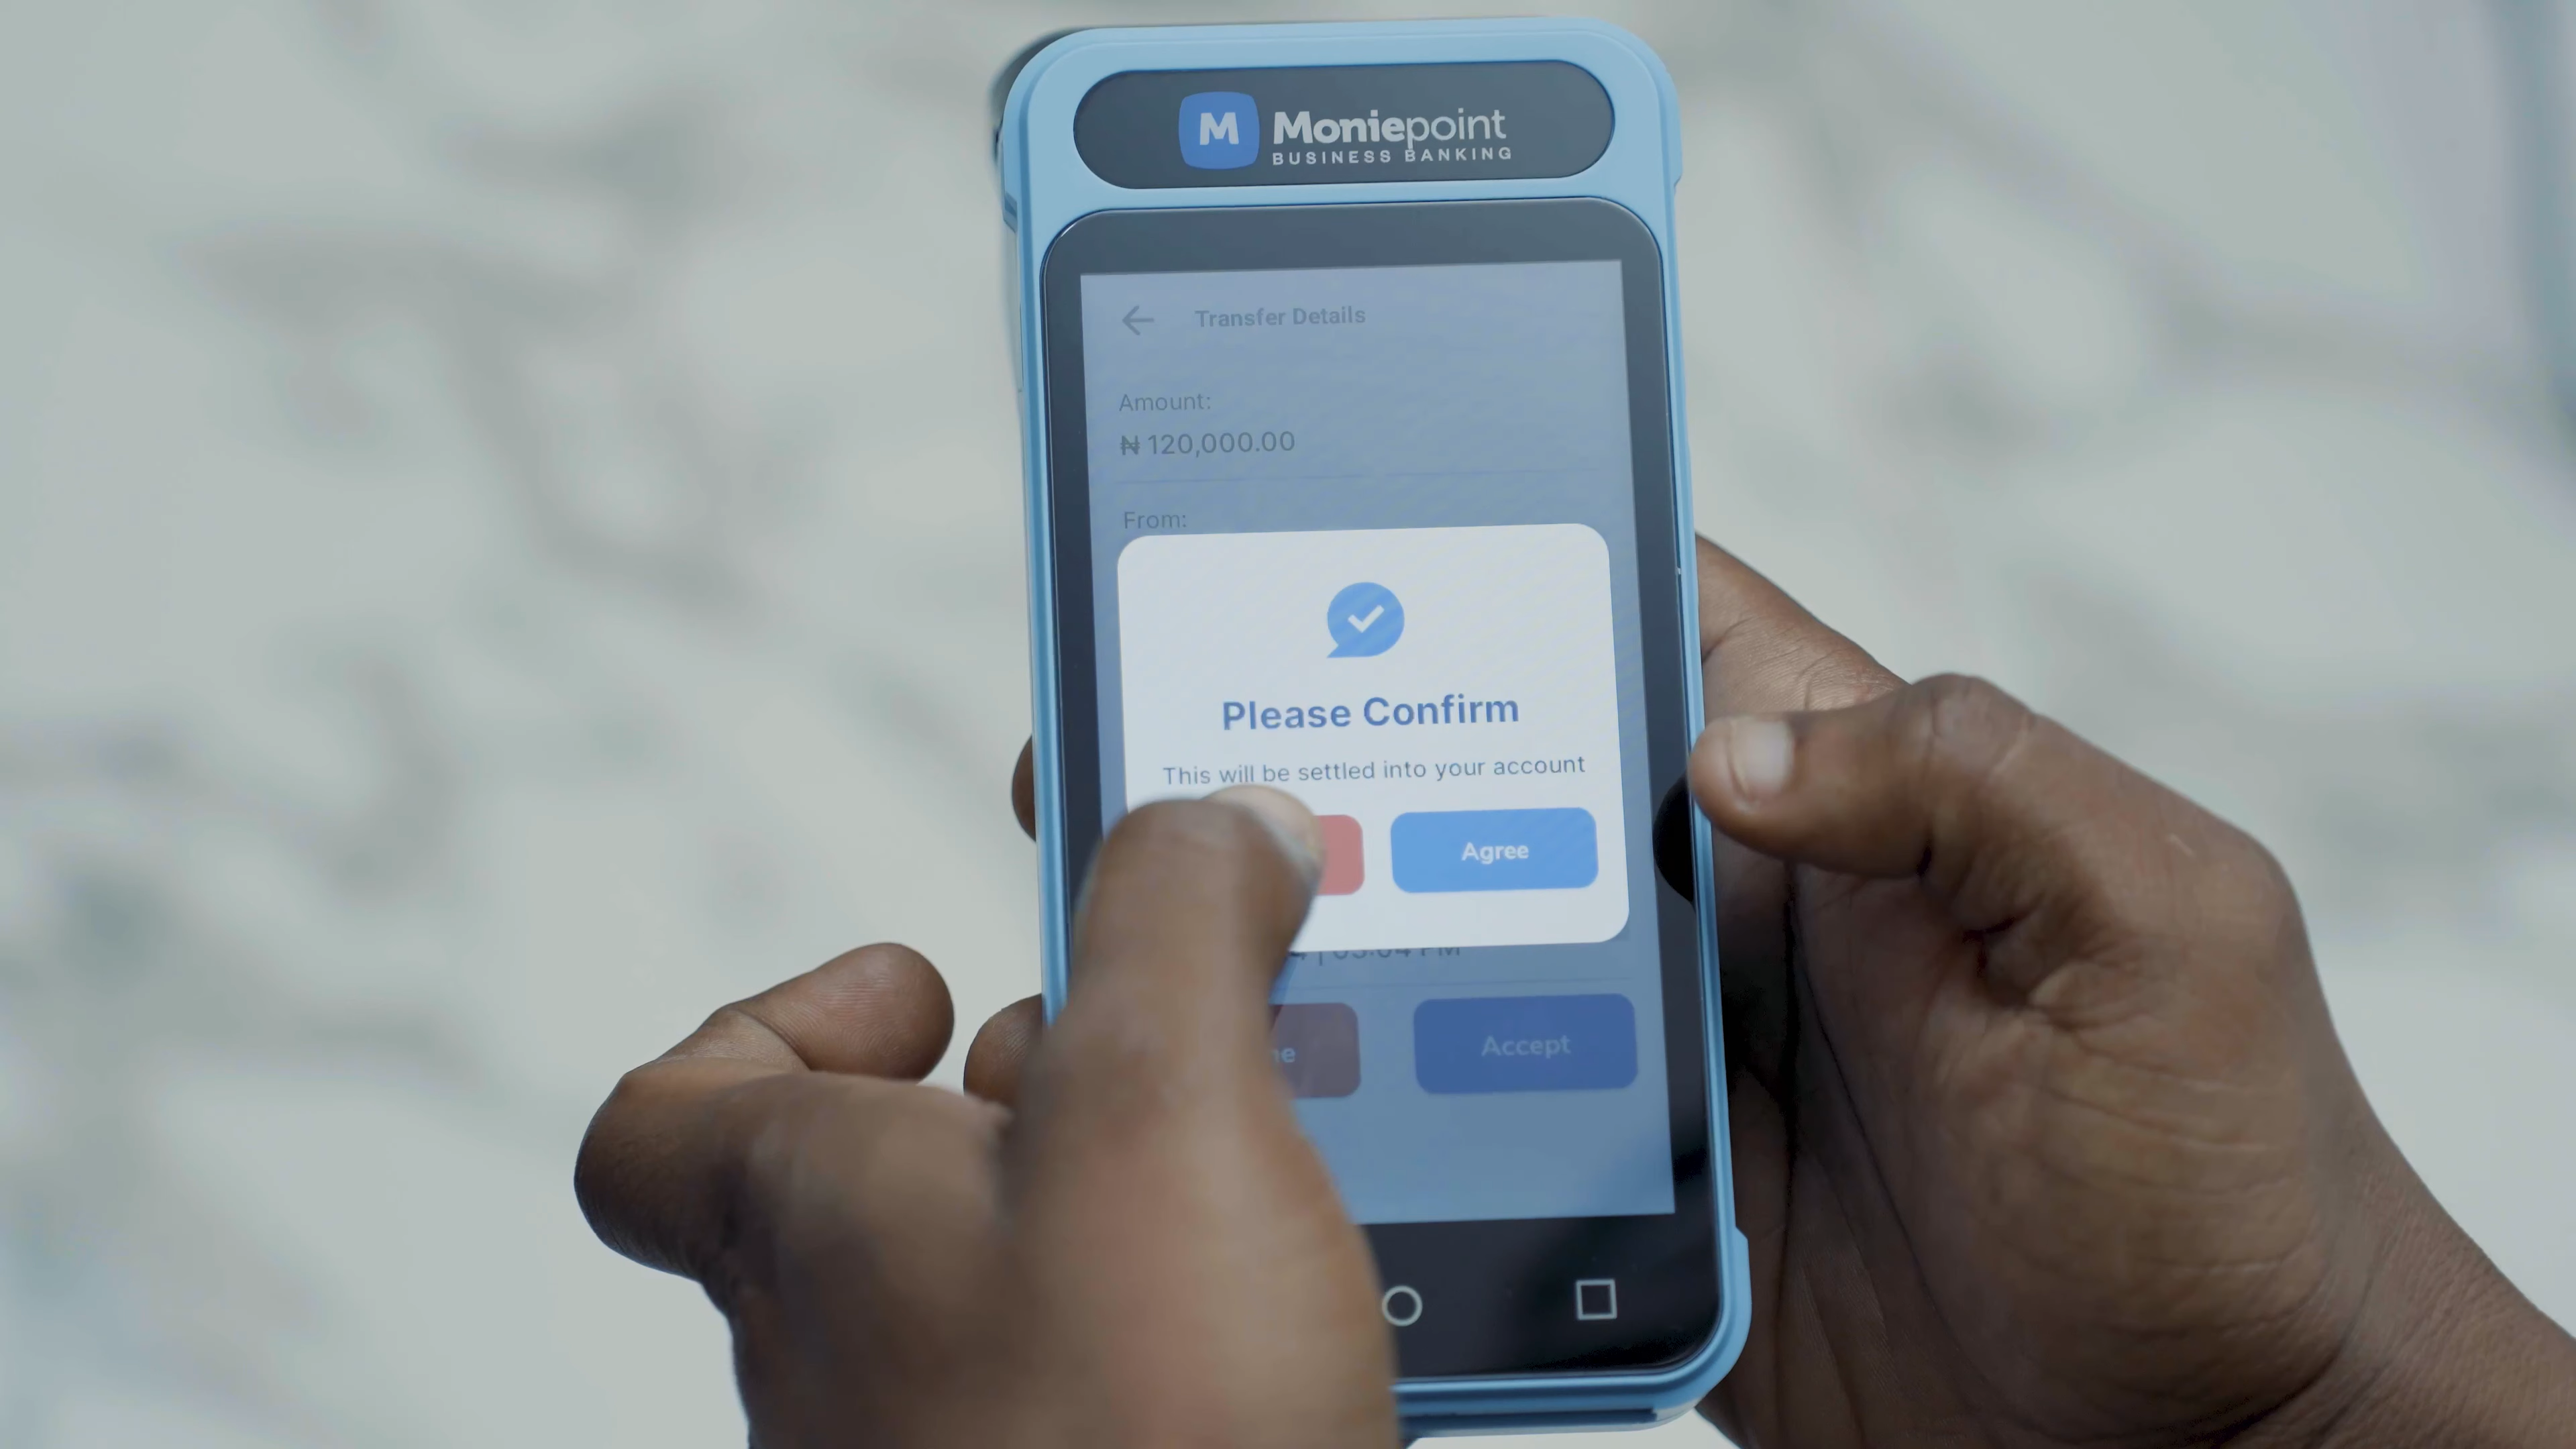 M Moniepoint
BUSINESS BANKING
Transfer Details
Amount:
₦ 120,000.00
From:
Please Confirm
This will be settled into your account
Agree
Accept